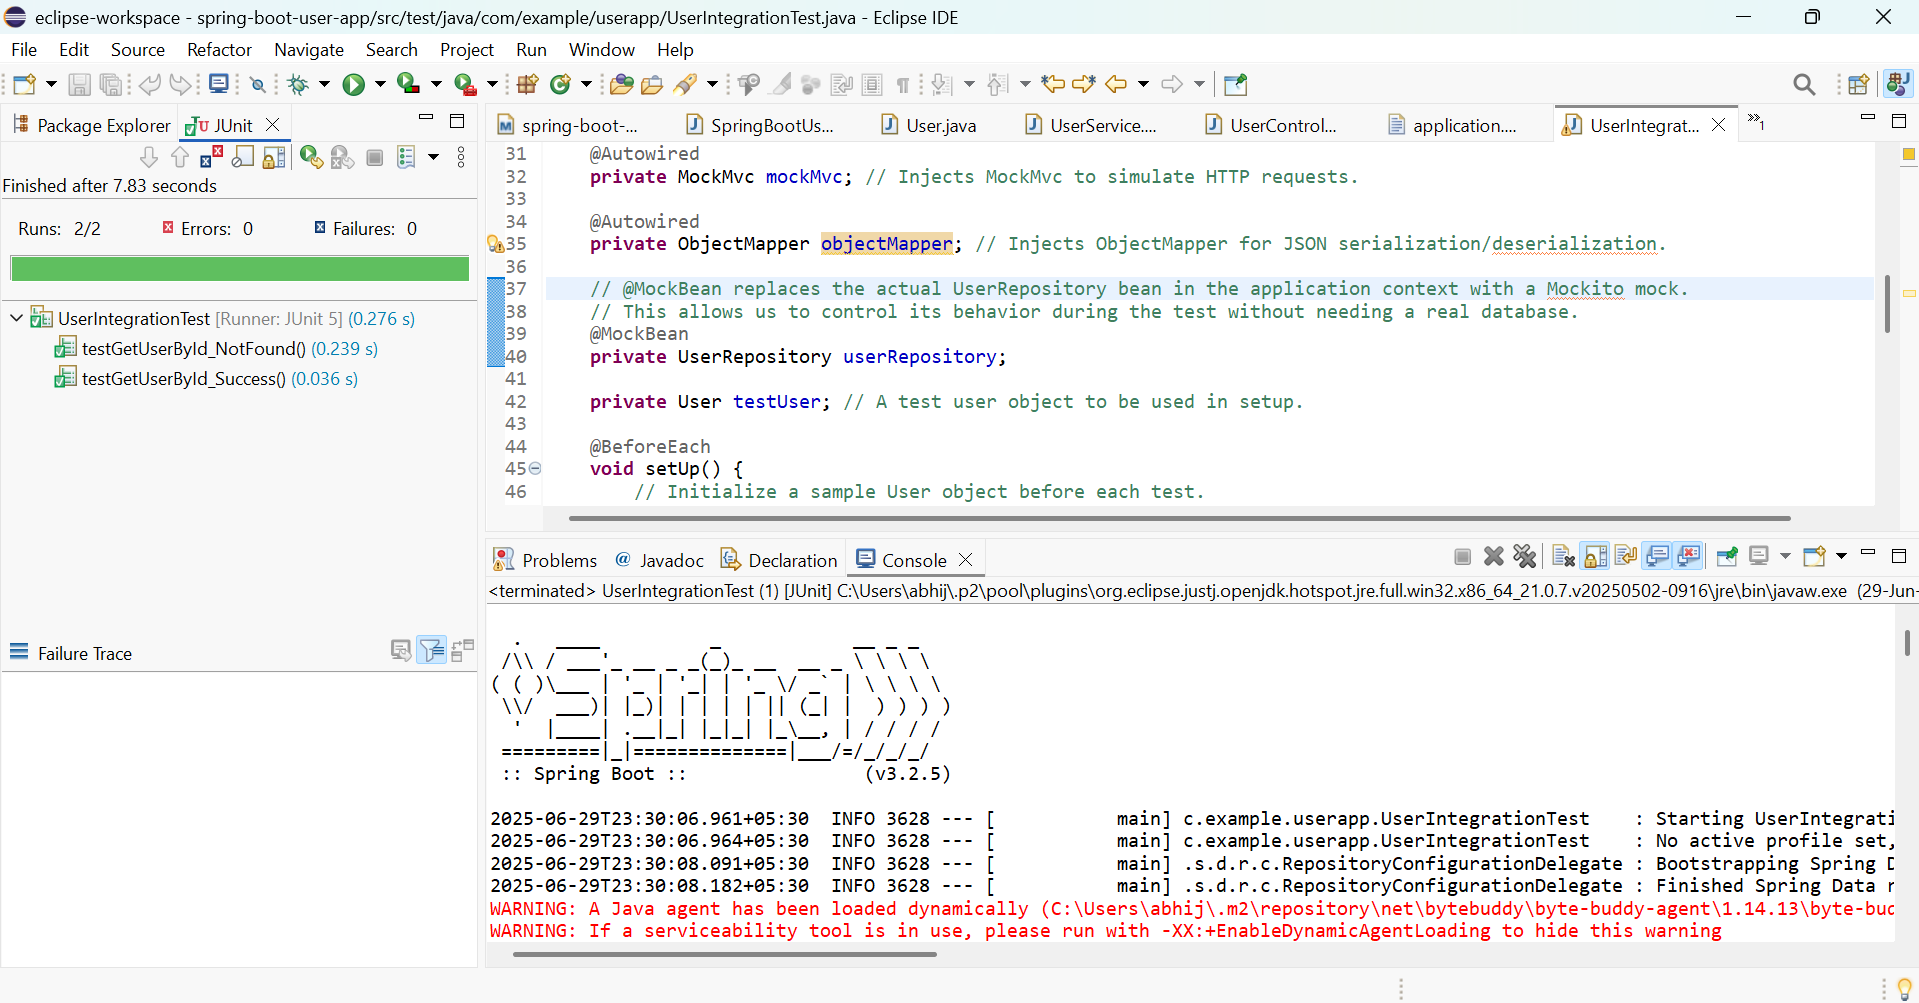 eclipse-workspace - spring-boot-user-app/src/test/java/com/example/userapp/UserIntegrationTest.java - Eclipse IDE
File Edit Source Refactor Navigate Search Project Run Window Help
Package Explorer JUnit
Finished after 7.83 seconds
Runs: 2/2 Errors: 0 Failures: 0
UserIntegrationTest [Runner: JUnit 5] (0.276 s)
testGetUserById_NotFound() (0.239 s)
testGetUserById_Success() (0.036 s)
Failure Trace
spring-boot-... SpringBootUs... User.java UserService.... UserControl... application.... UserIntegrat... »1
31 @Autowired
32 private MockMvc mockMvc; // Injects MockMvc to simulate HTTP requests.
33
34 @Autowired
35 private ObjectMapper objectMapper; // Injects ObjectMapper for JSON serialization/deserialization.
36
37 // @MockBean replaces the actual UserRepository bean in the application context with a Mockito mock.
38 // This allows us to control its behavior during the test without needing a real database.
39 @MockBean
40 private UserRepository userRepository;
41
42 private User testUser; // A test user object to be used in setup.
43
44 @BeforeEach
45 void setUp() {
46 // Initialize a sample User object before each test.
Problems @ Javadoc Declaration Console
<terminated> UserIntegrationTest (1) [JUnit] C:\Users\abhij\.p2\pool\plugins\org.eclipse.justj.openjdk.hotspot.jre.full.win32.x86_64_21.0.7.v20250502-0916\jre\bin\javaw.exe (29-Jun-
Spring
:: Spring Boot :: (v3.2.5)
2025-06-29T23:30:06.961+05:30 INFO 3628 --- [ main] c.example.userapp.UserIntegrationTest : Starting UserIntegrati
2025-06-29T23:30:06.964+05:30 INFO 3628 --- [ main] c.example.userapp.UserIntegrationTest : No active profile set,
2025-06-29T23:30:08.091+05:30 INFO 3628 --- [ main] .s.d.r.c.RepositoryConfigurationDelegate : Bootstrapping Spring D
2025-06-29T23:30:08.182+05:30 INFO 3628 --- [ main] .s.d.r.c.RepositoryConfigurationDelegate : Finished Spring Data r
WARNING: A Java agent has been loaded dynamically (C:\Users\abhij\.m2\repository\net\bytebuddy\byte-buddy-agent\1.14.13\byte-bud
WARNING: If a serviceability tool is in use, please run with -XX:+EnableDynamicAgentLoading to hide this warning